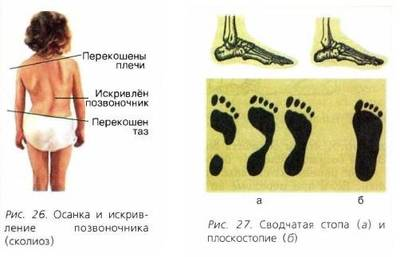 Перекошены
плечи
Искривлён
позвоночник
Перекошен
таз
Рис. 26. Осанка и искрив-
ление позвоночника
(сколиоз)
а
б
Рис. 27. Сводчатая стопа (а) и
плоскостопие (б)